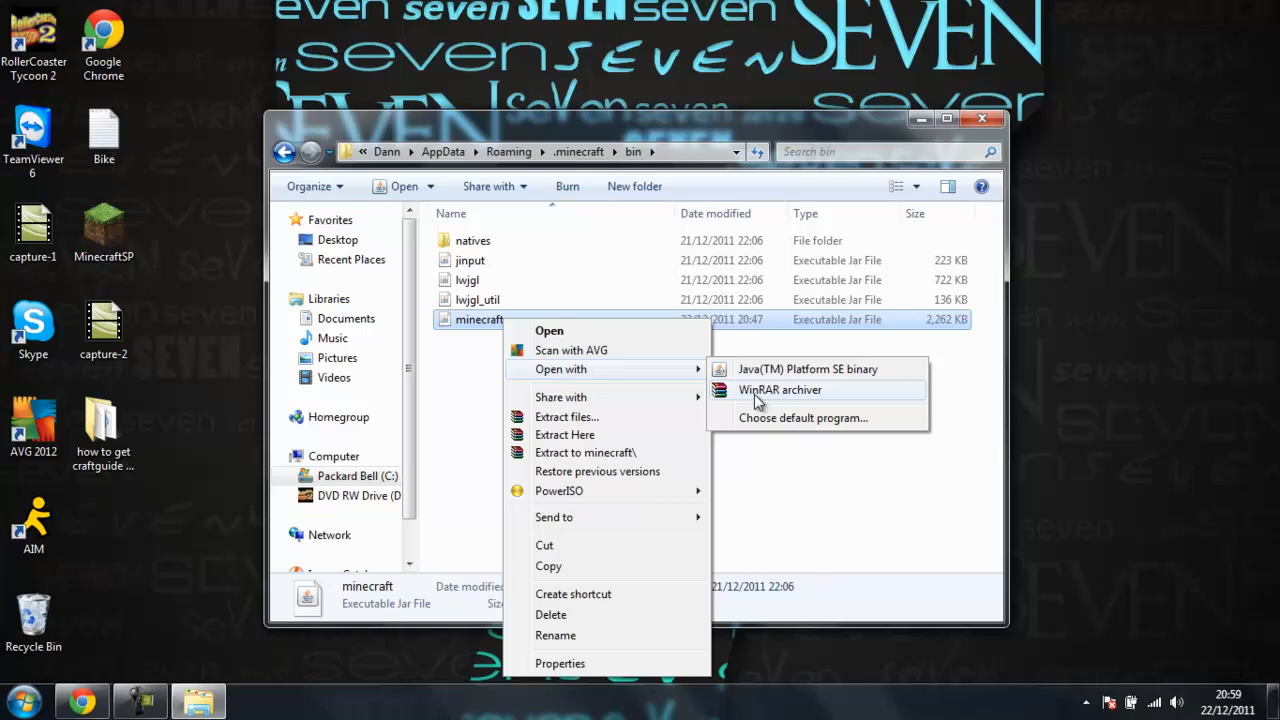 seven seven SEVEN seven SEVEN
seven SEVEN seven
SEVEN seven seven
RollerCoaster
Tycoon 2
Google
Chrome
TeamViewer
6
Bike
capture-1
MinecraftSP
Skype
capture-2
AVG 2012
how to get
craftguide ...
AIM
Recycle Bin
« Dann AppData Roaming .minecraft bin
Search bin
Organize Open Share with Burn New folder
Name Date modified Type Size
Favorites
Desktop
Recent Places
Libraries
Documents
Music
Pictures
Videos
Homegroup
Computer
Packard Bell (C:)
DVD RW Drive (D
Network
natives 21/12/2011 22:06 File folder
jinput 21/12/2011 22:06 Executable Jar File 223 KB
lwjgl 21/12/2011 22:06 Executable Jar File 722 KB
lwjgl_util 21/12/2011 22:06 Executable Jar File 136 KB
minecraft 20:47 Executable Jar File 2,262 KB
Open
Scan with AVG
Open with
Share with
Extract files...
Extract Here
Extract to minecraft\
Restore previous versions
PowerISO
Send to
Cut
Copy
Create shortcut
Delete
Rename
Properties
Java(TM) Platform SE binary
WinRAR archiver
Choose default program...
minecraft Date modified 21/12/2011 22:06
Executable Jar File
20:59
22/12/2011